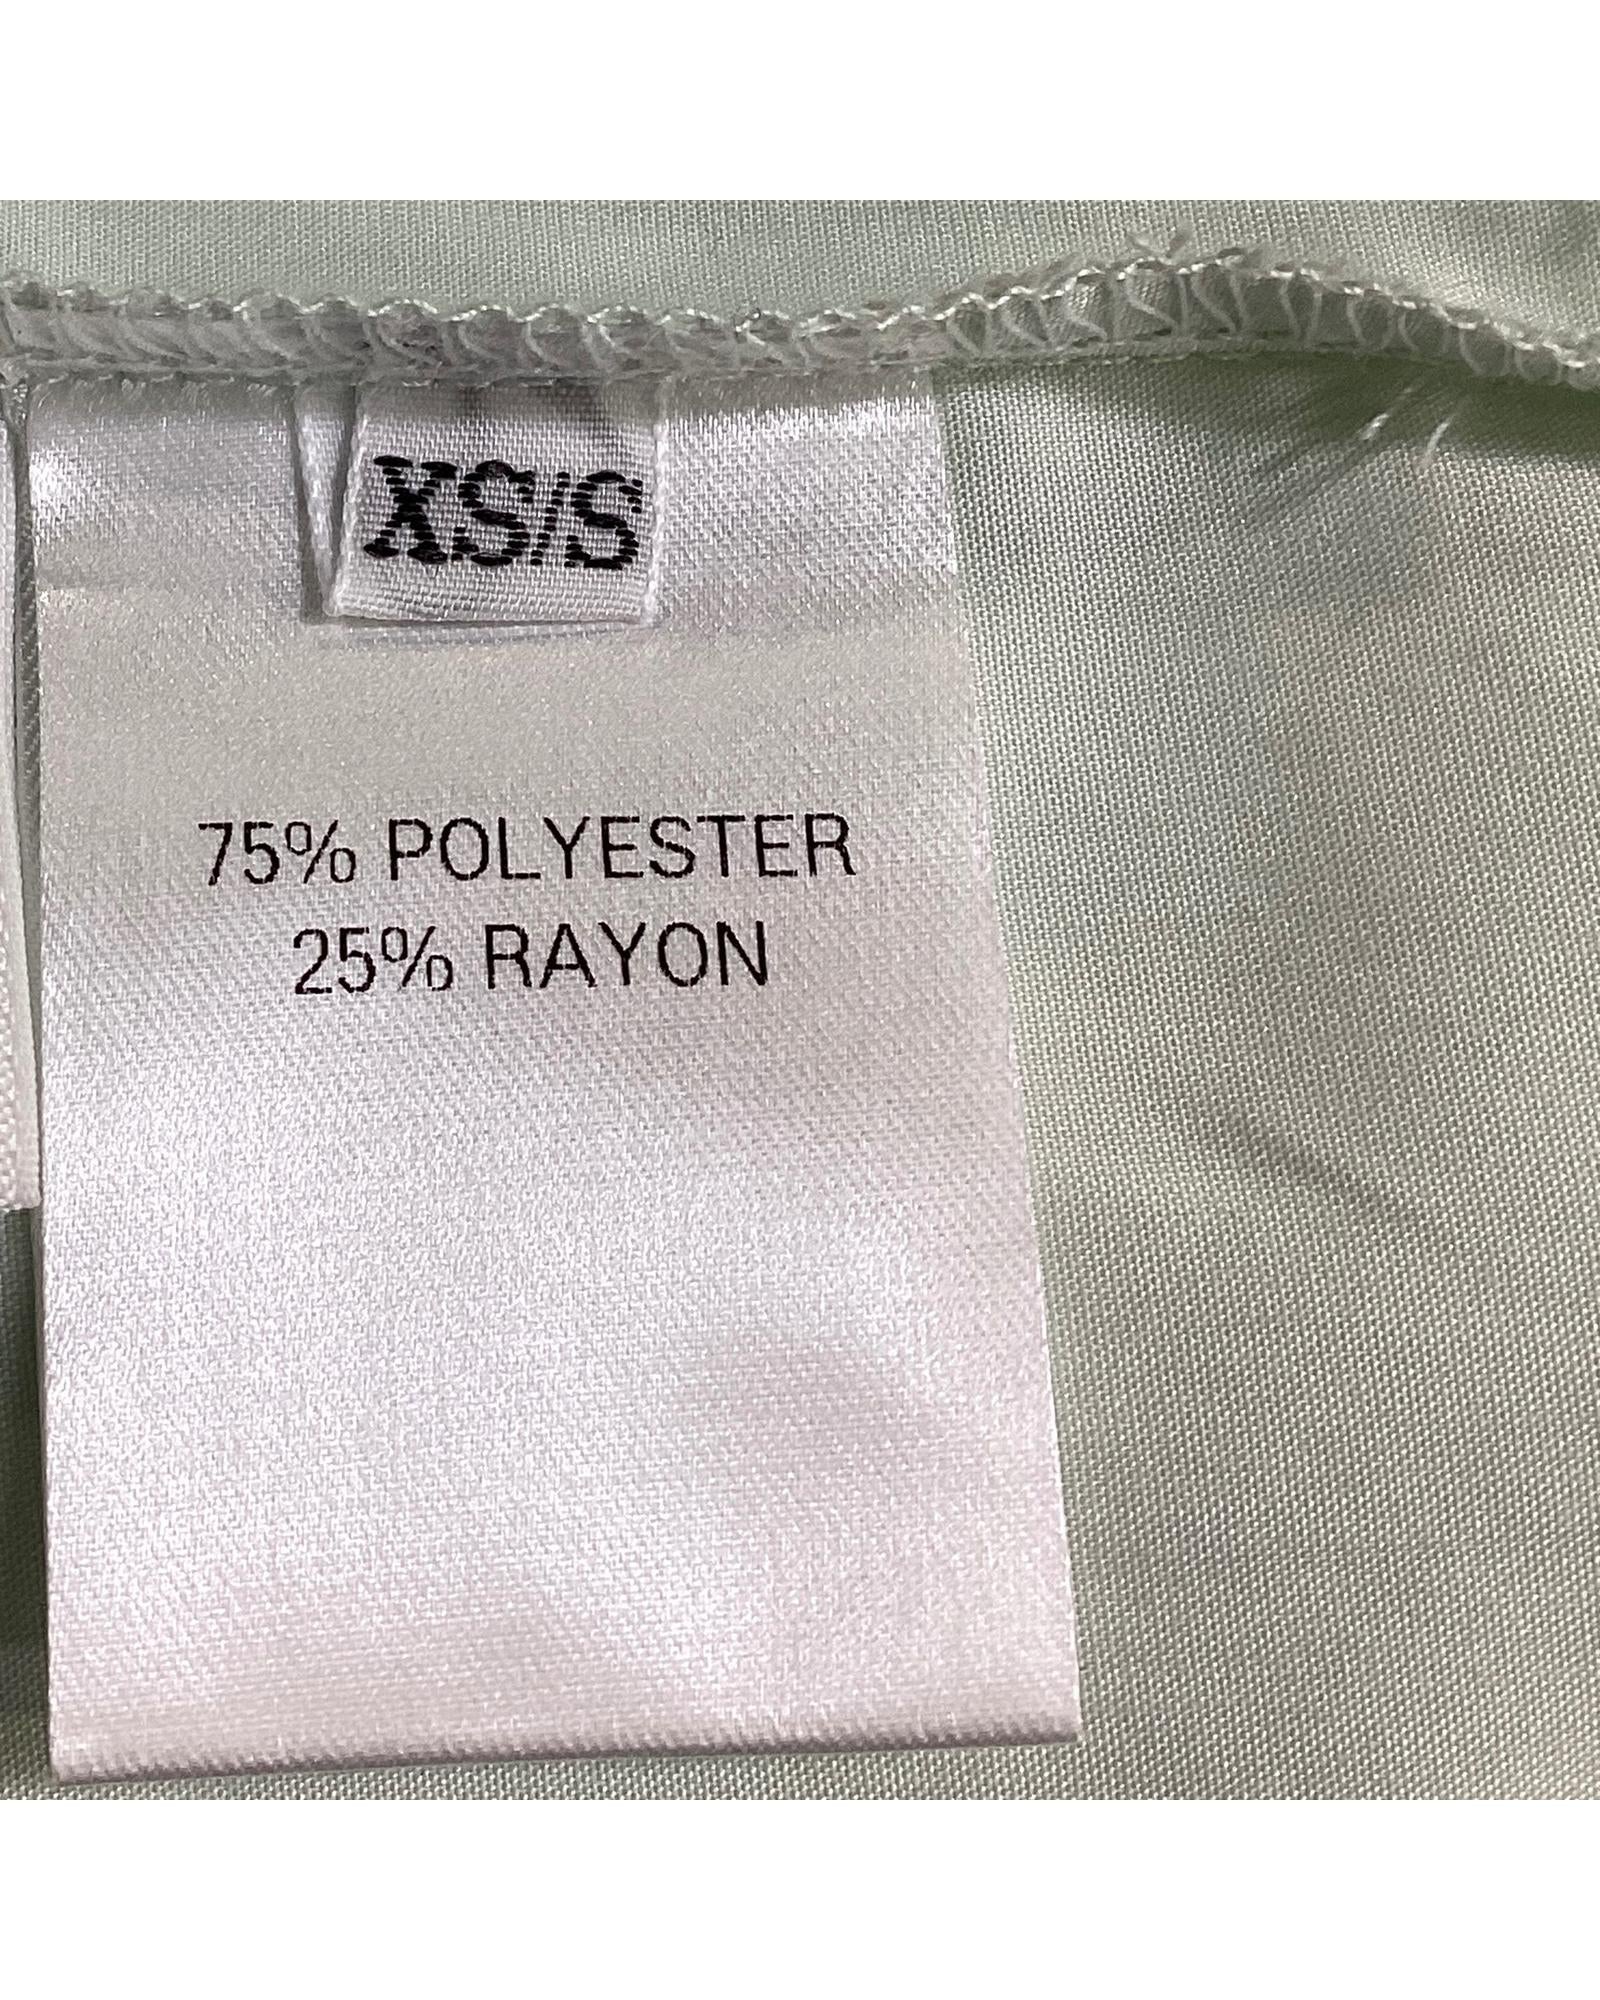 XS/S
75% POLYESTER
25% RAYON